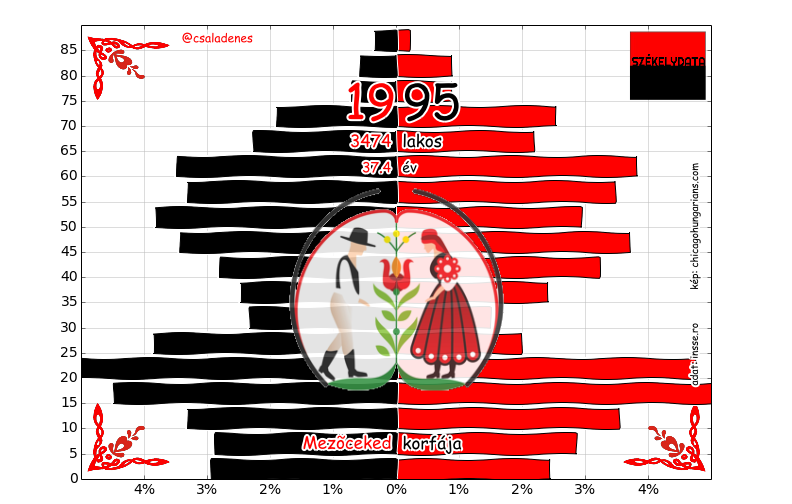 @csaladenes
SZÉKELYDATA
1995
3474 lakos
37.4 év
kép: chicagohungarians.com
adat: insse.ro
Mezőceked korfája
85
80
75
70
65
60
55
50
45
40
35
30
25
20
15
10
5
0
4% 3% 2% 1% 0% 1% 2% 3% 4%